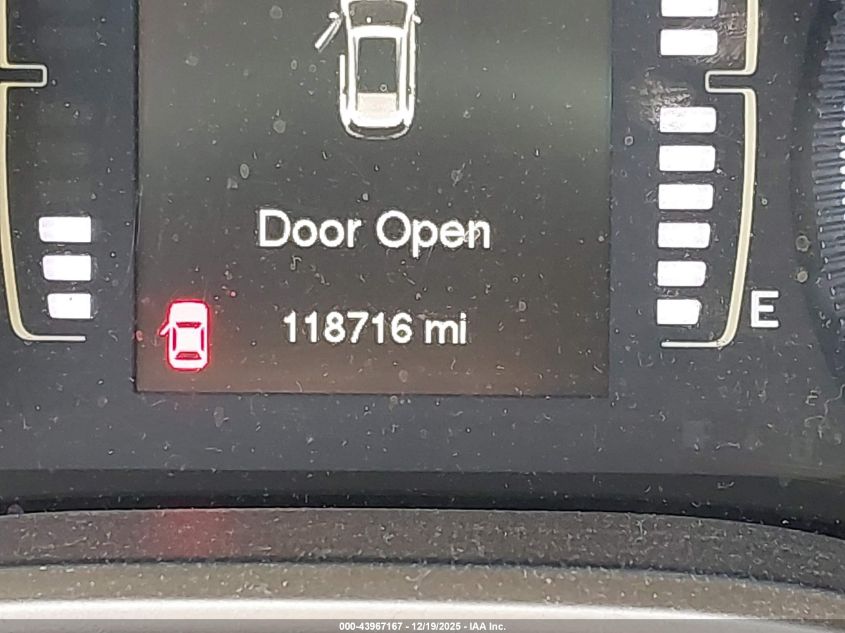 Door Open
118716 mi
E
000-43967167 - 12/19/2025 - IAA Inc.